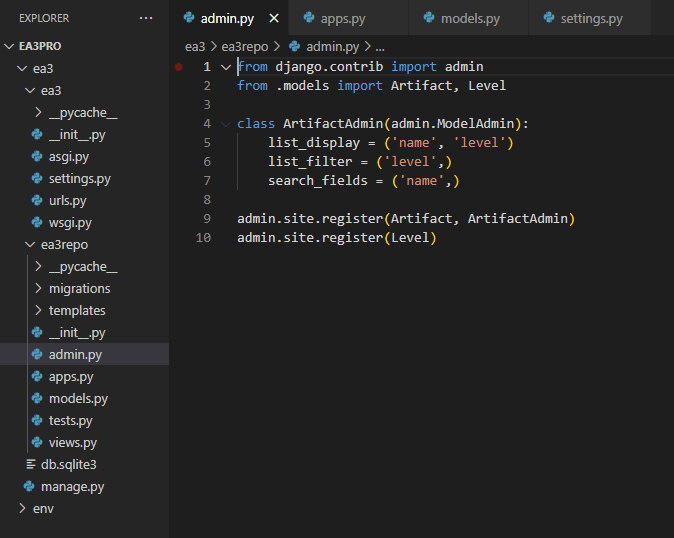 EXPLORER ...
EA3PRO
ea3
ea3
__pycache__
__init__.py
asgi.py
settings.py
urls.py
wsgi.py
ea3repo
__pycache__
migrations
templates
__init__.py
admin.py
apps.py
models.py
tests.py
views.py
db.sqlite3
manage.py
env
admin.py apps.py models.py settings.py
ea3 > ea3repo > admin.py > ...
1 from django.contrib import admin
2 from .models import Artifact, Level
3
4 class ArtifactAdmin(admin.ModelAdmin):
5     list_display = ('name', 'level')
6     list_filter = ('level',)
7     search_fields = ('name',)
8
9 admin.site.register(Artifact, ArtifactAdmin)
10 admin.site.register(Level)